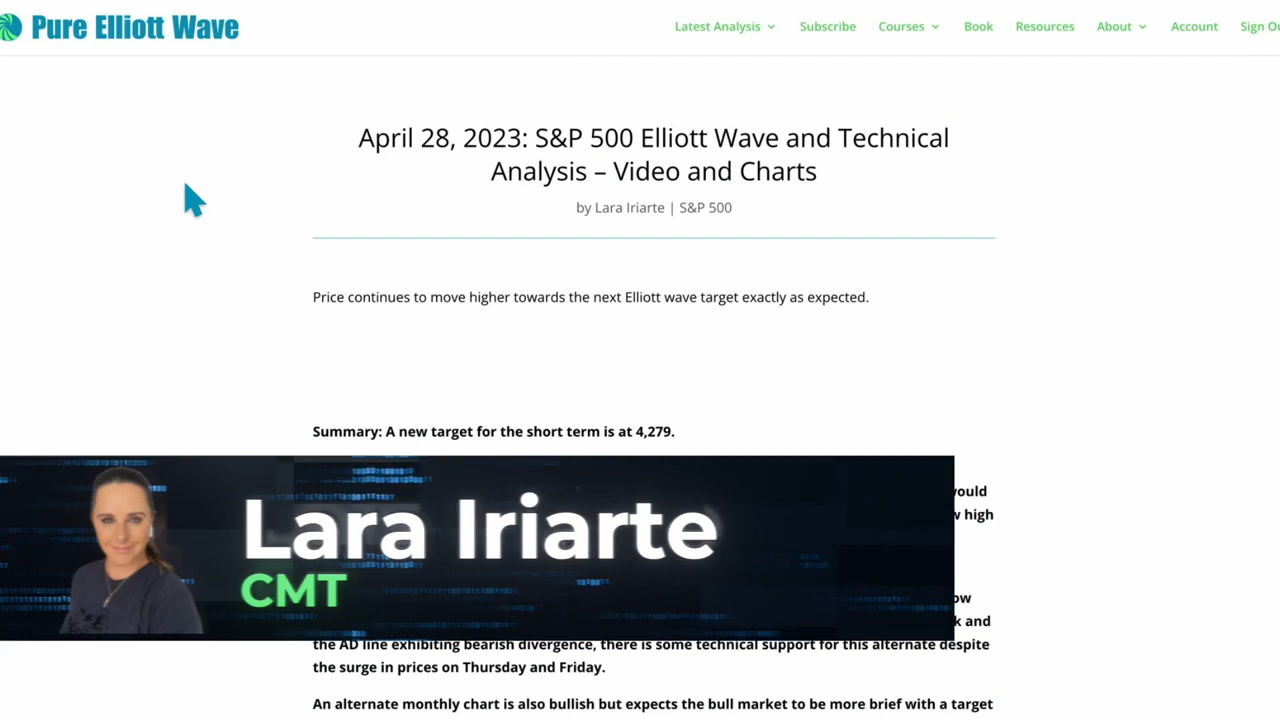 Pure Elliott Wave
Latest Analysis Subscribe Courses Book Resources About Account Sign Ou
April 28, 2023: S&P 500 Elliott Wave and Technical
Analysis – Video and Charts
by Lara Iriarte | S&P 500
Price continues to move higher towards the next Elliott wave target exactly as expected.
Summary: A new target for the short term is at 4,279.
would
high
Lara Iriarte
CMT
and
the AD line exhibiting bearish divergence, there is some technical support for this alternate despite
the surge in prices on Thursday and Friday.
An alternate monthly chart is also bullish but expects the bull market to be more brief with a target